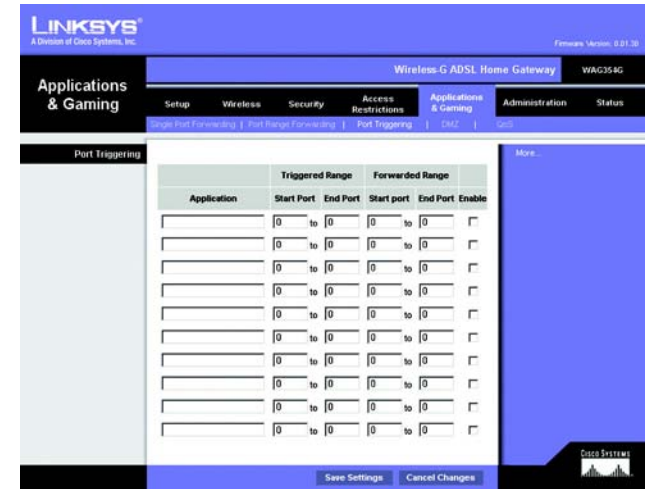 LINKSYS®
A Division of Cisco Systems, Inc.
Firmware Version: 0.01.30
Wireless-G ADSL Home Gateway WAG354G
Applications & Gaming
Setup Wireless Security Access Restrictions Applications & Gaming Administration Status
Single Port Forwarding | Port Range Forwarding | Port Triggering | DMZ | QoS
Port Triggering
More...
Triggered Range Forwarded Range
Application Start Port End Port Start port End Port Enable
0 to 0 0 to 0
0 to 0 0 to 0
0 to 0 0 to 0
0 to 0 0 to 0
0 to 0 0 to 0
0 to 0 0 to 0
0 to 0 0 to 0
0 to 0 0 to 0
0 to 0 0 to 0
0 to 0 0 to 0
Save Settings Cancel Changes
CISCO SYSTEMS